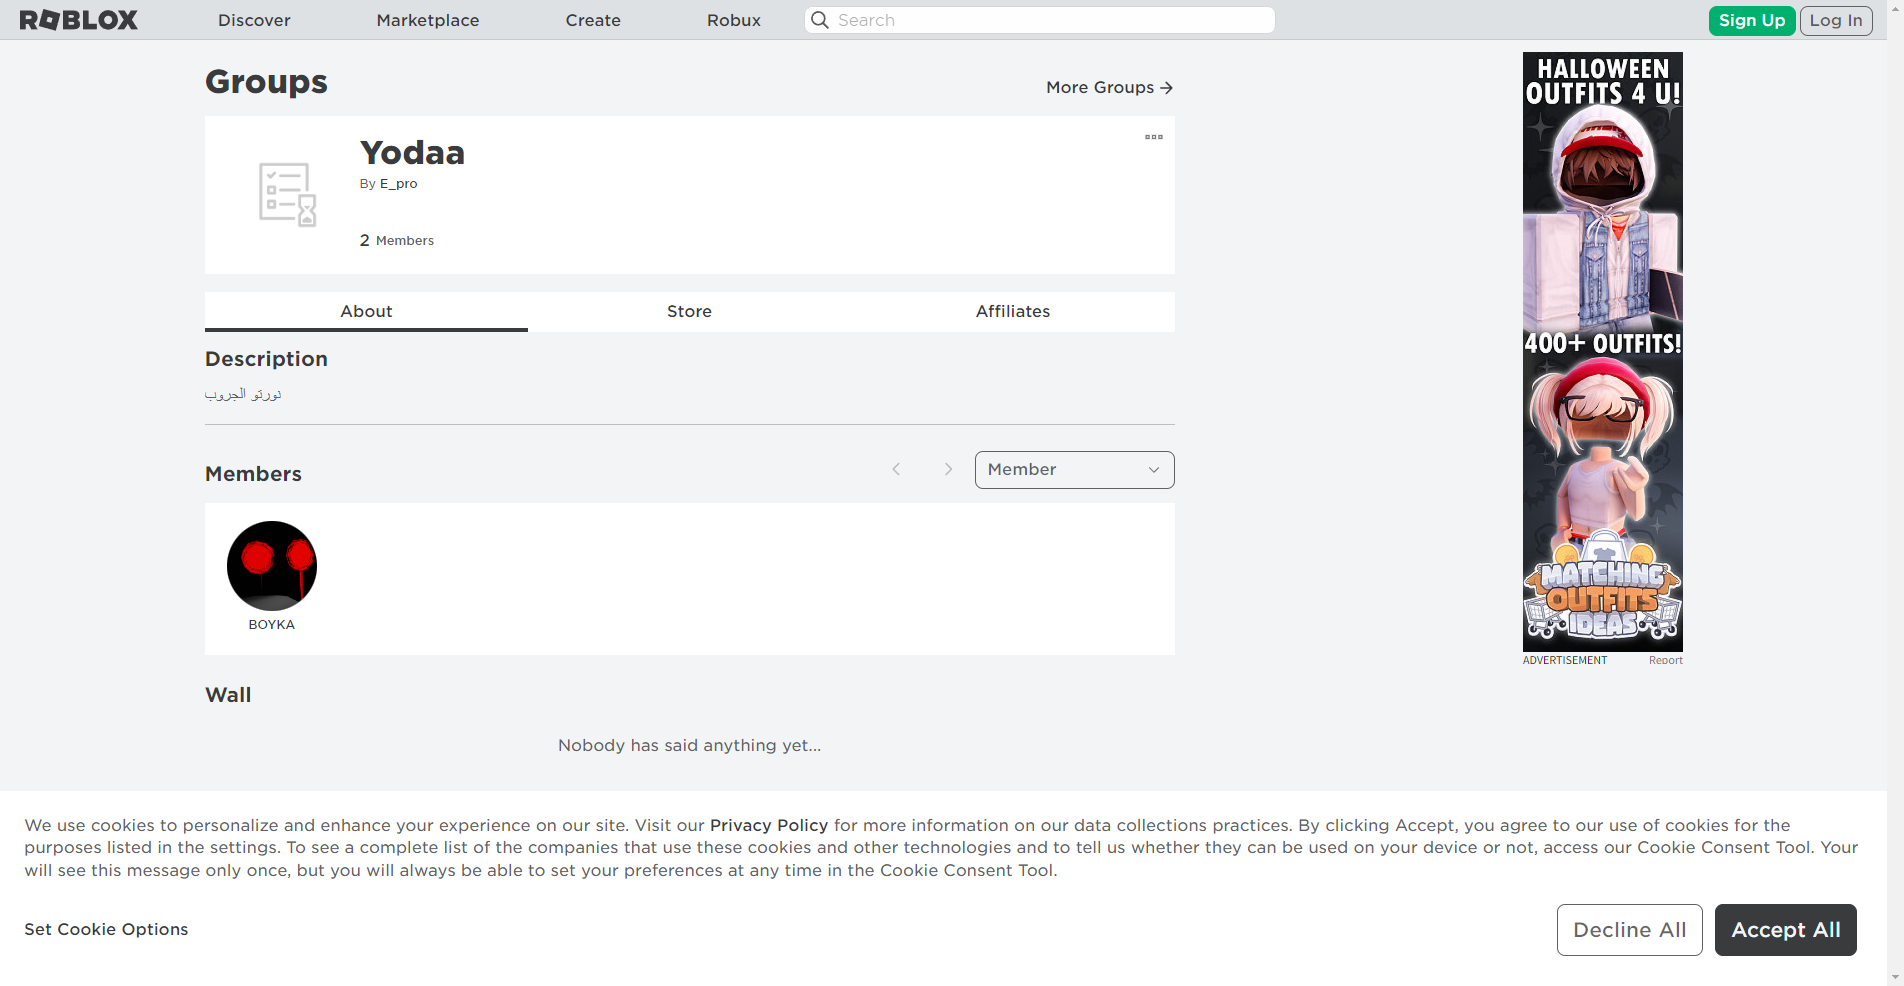 ROBLOX
Discover
Marketplace
Create
Robux
Search
Sign Up
Log In
Groups
More Groups
Yodaa
By E_pro
2 Members
About
Store
Affiliates
Description
نورتو الجروب
Members
Member
BOYKA
Wall
Nobody has said anything yet...
HALLOWEEN
OUTFITS 4 U!
400+ OUTFITS!
MATCHING
OUTFITS
IDEAS
ADVERTISEMENT
Report
We use cookies to personalize and enhance your experience on our site. Visit our Privacy Policy for more information on our data collections practices. By clicking Accept, you agree to our use of cookies for the
purposes listed in the settings. To see a complete list of the companies that use these cookies and other technologies and to tell us whether they can be used on your device or not, access our Cookie Consent Tool. Your
will see this message only once, but you will always be able to set your preferences at any time in the Cookie Consent Tool.
Set Cookie Options
Decline All
Accept All